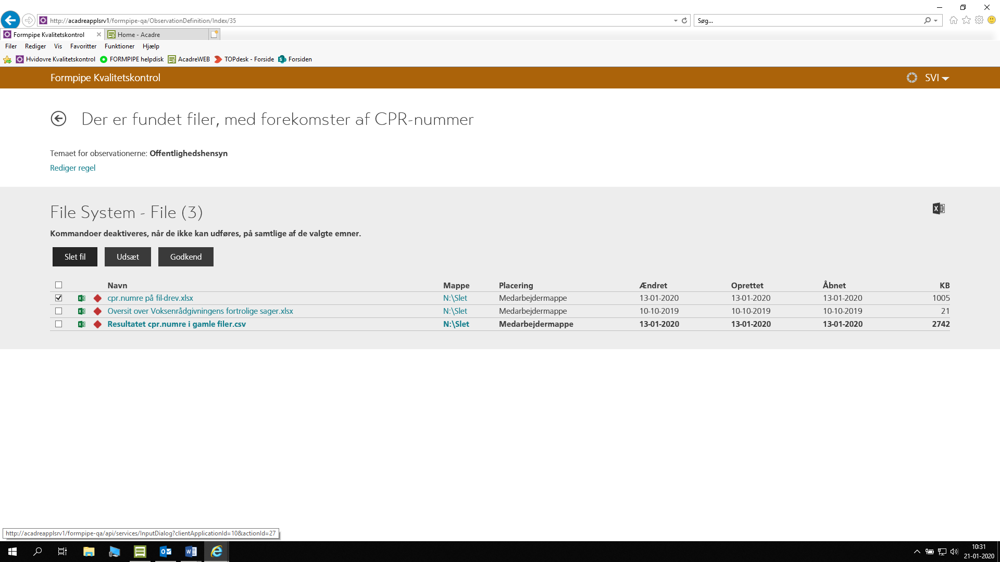 http://acadreapplsrv1/formpipe-qa/ObservationDefinition/Index/35
Søg...
Formpipe Kvalitetskontrol
Home - Acadre
Filer Rediger Vis Favoritter Funktioner Hjælp
Hvidovre Kvalitetskontrol FORMPIPE helpdisk AcadreWEB TOPdesk - Forside Forsiden
Formpipe Kvalitetskontrol
SVI
Der er fundet filer, med forekomster af CPR-nummer
Temaet for observationerne: Offentlighedshensyn
Rediger regel
File System - File (3)
Kommandoer deaktiveres, når de ikke kan udføres, på samtlige af de valgte emner.
Slet fil Udsæt Godkend
Navn Mappe Placering Ændret Oprettet Åbnet KB
cpr.numre på fil-drev.xlsx N:\Slet Medarbejdermappe 13-01-2020 13-01-2020 13-01-2020 1005
Oversit over Voksenrådgivningens fortrolige sager.xlsx N:\Slet Medarbejdermappe 10-10-2019 10-10-2019 10-10-2019 21
Resultatet cpr.numre i gamle filer.csv N:\Slet Medarbejdermappe 13-01-2020 13-01-2020 13-01-2020 2742
http://acadreapplsrv1/formpipe-qa/api/services/InputDialog?clientApplicationId=10&actionId=27
10:31
21-01-2020